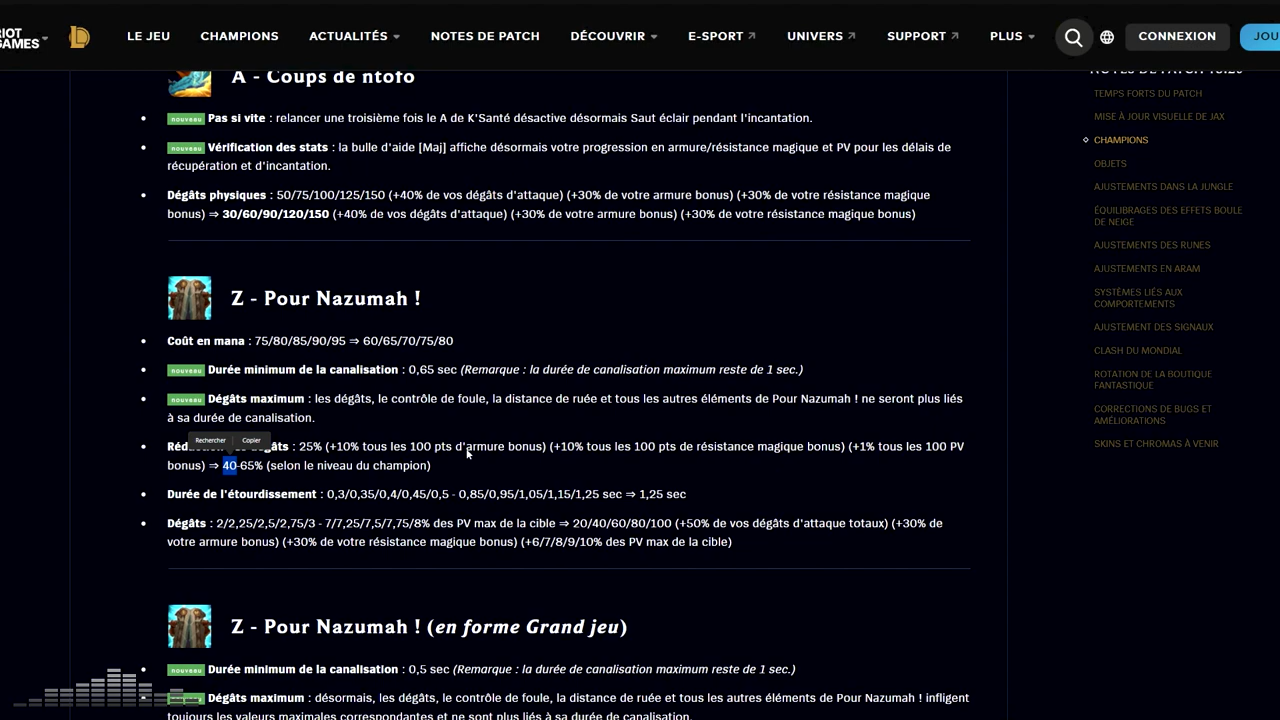 RIOT GAMES LE JEU CHAMPIONS ACTUALITÉS NOTES DE PATCH DÉCOUVRIR E-SPORT UNIVERS SUPPORT PLUS CONNEXION JOU
A - Coups de ntofo
nouveau Pas si vite : relancer une troisième fois le A de K'Santé désactive désormais Saut éclair pendant l'incantation.
nouveau Vérification des stats : la bulle d'aide [Maj] affiche désormais votre progression en armure/résistance magique et PV pour les délais de
récupération et d'incantation.
Dégâts physiques : 50/75/100/125/150 (+40% de vos dégâts d'attaque) (+30% de votre armure bonus) (+30% de votre résistance magique
bonus) ⇒ 30/60/90/120/150 (+40% de vos dégâts d'attaque) (+30% de votre armure bonus) (+30% de votre résistance magique bonus)
Z - Pour Nazumah !
Coût en mana : 75/80/85/90/95 ⇒ 60/65/70/75/80
nouveau Durée minimum de la canalisation : 0,65 sec (Remarque : la durée de canalisation maximum reste de 1 sec.)
nouveau Dégâts maximum : les dégâts, le contrôle de foule, la distance de ruée et tous les autres éléments de Pour Nazumah ! ne seront plus liés
à sa durée de canalisation.
Rechercher Copier
: 25% (+10% tous les 100 pts d'armure bonus) (+10% tous les 100 pts de résistance magique bonus) (+1% tous les 100 PV
bonus) ⇒ 40-65% (selon le niveau du champion)
Durée de l'étourdissement : 0,3/0,35/0,4/0,45/0,5 - 0,85/0,95/1,05/1,15/1,25 sec ⇒ 1,25 sec
Dégâts : 2/2,25/2,5/2,75/3 - 7/7,25/7,5/7,75/8% des PV max de la cible ⇒ 20/40/60/80/100 (+50% de vos dégâts d'attaque totaux) (+30% de
votre armure bonus) (+30% de votre résistance magique bonus) (+6/7/8/9/10% des PV max de la cible)
Z - Pour Nazumah ! (en forme Grand jeu)
nouveau Durée minimum de la canalisation : 0,5 sec (Remarque : la durée de canalisation maximum reste de 1 sec.)
Dégâts maximum : désormais, les dégâts, le contrôle de foule, la distance de ruée et tous les autres éléments de Pour Nazumah ! infligent
toujours les valeurs maximales correspondantes et ne sont plus liés à sa durée de canalisation.
TEMPS FORTS DU PATCH
MISE À JOUR VISUELLE DE JAX
CHAMPIONS
OBJETS
AJUSTEMENTS DANS LA JUNGLE
ÉQUILIBRAGES DES EFFETS BOULE
DE NEIGE
AJUSTEMENTS DES RUNES
AJUSTEMENTS EN ARAM
SYSTÈMES LIÉS AUX
COMPORTEMENTS
AJUSTEMENT DES SIGNAUX
CLASH DU MONDIAL
ROTATION DE LA BOUTIQUE
FANTASTIQUE
CORRECTIONS DE BUGS ET
AMÉLIORATIONS
SKINS ET CHROMAS À VENIR